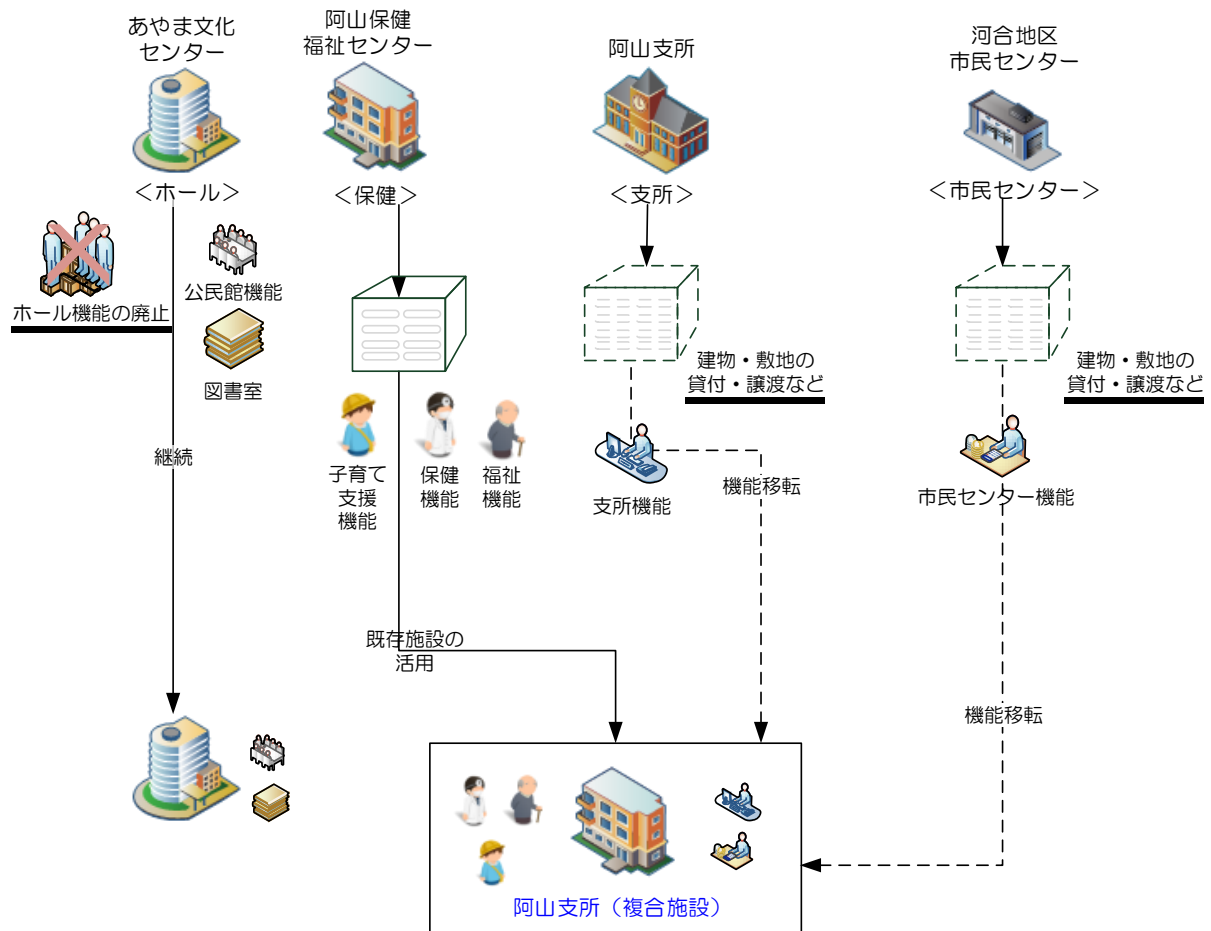 あやま文化
センター
阿山保健
福祉センター
阿山支所
河合地区
市民センター
＜ホール＞
＜保健＞
＜支所＞
＜市民センター＞
ホール機能の廃止
公民館機能
図書室
建物・敷地の
貸付・譲渡など
建物・敷地の
貸付・譲渡など
継続
子育て
支援
機能
保健
機能
福祉
機能
支所機能
機能移転
市民センター機能
既存施設の
活用
機能移転
阿山支所（複合施設）